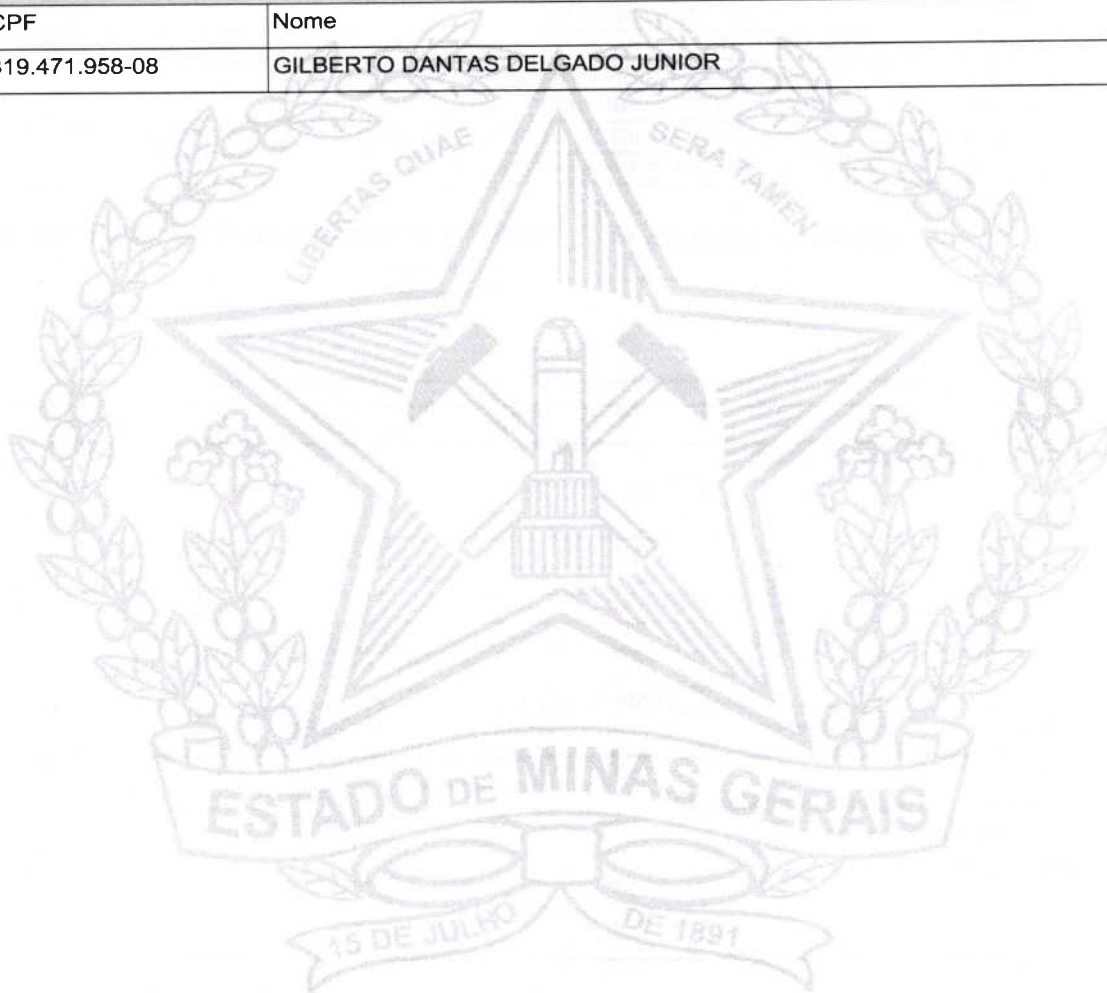 CPF Nome
319.471.958-08 GILBERTO DANTAS DELGADO JUNIOR
LIBERTAS QUAE SERA TAMEN
ESTADO DE MINAS GERAIS
15 DE JULHO DE 1891